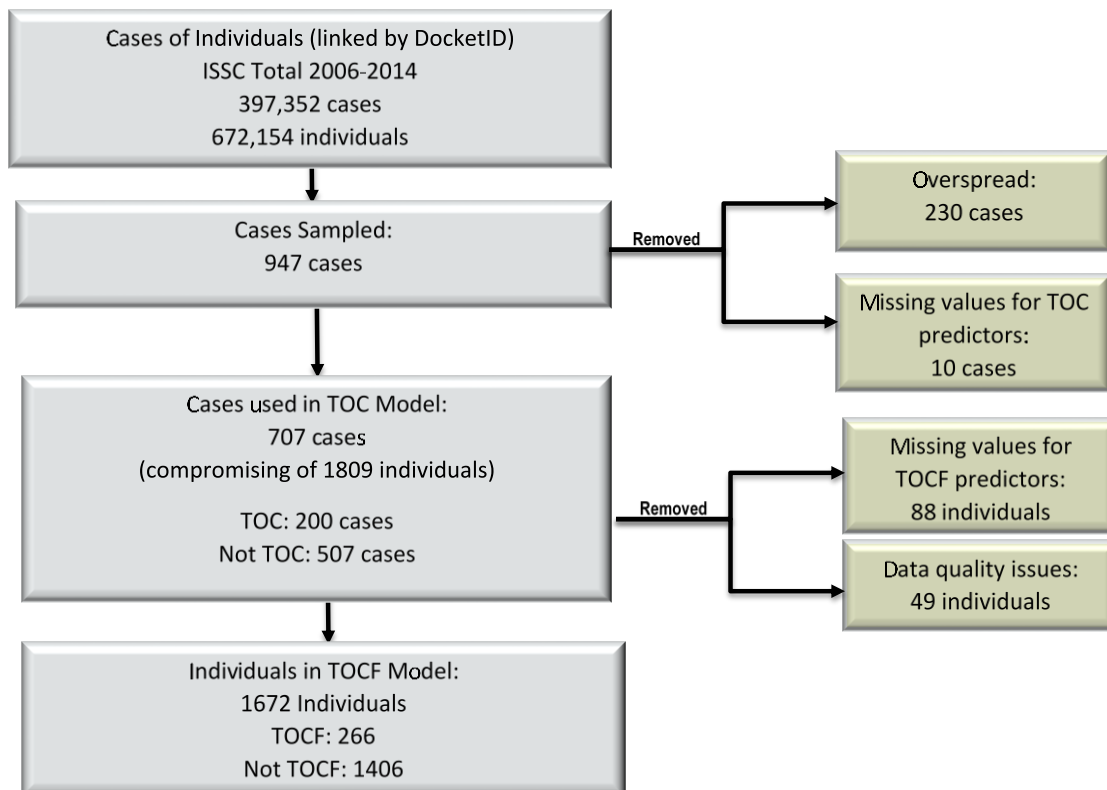 Cases of Individuals (linked by DocketID)
ISSC Total 2006-2014
397,352 cases
672,154 individuals
Cases Sampled:
947 cases
Removed
Overspread:
230 cases
Missing values for TOC
predictors:
10 cases
Cases used in TOC Model:
707 cases
(compromising of 1809 individuals)
TOC: 200 cases
Not TOC: 507 cases
Removed
Missing values for
TOCF predictors:
88 individuals
Data quality issues:
49 individuals
Individuals in TOCF Model:
1672 Individuals
TOCF: 266
Not TOCF: 1406